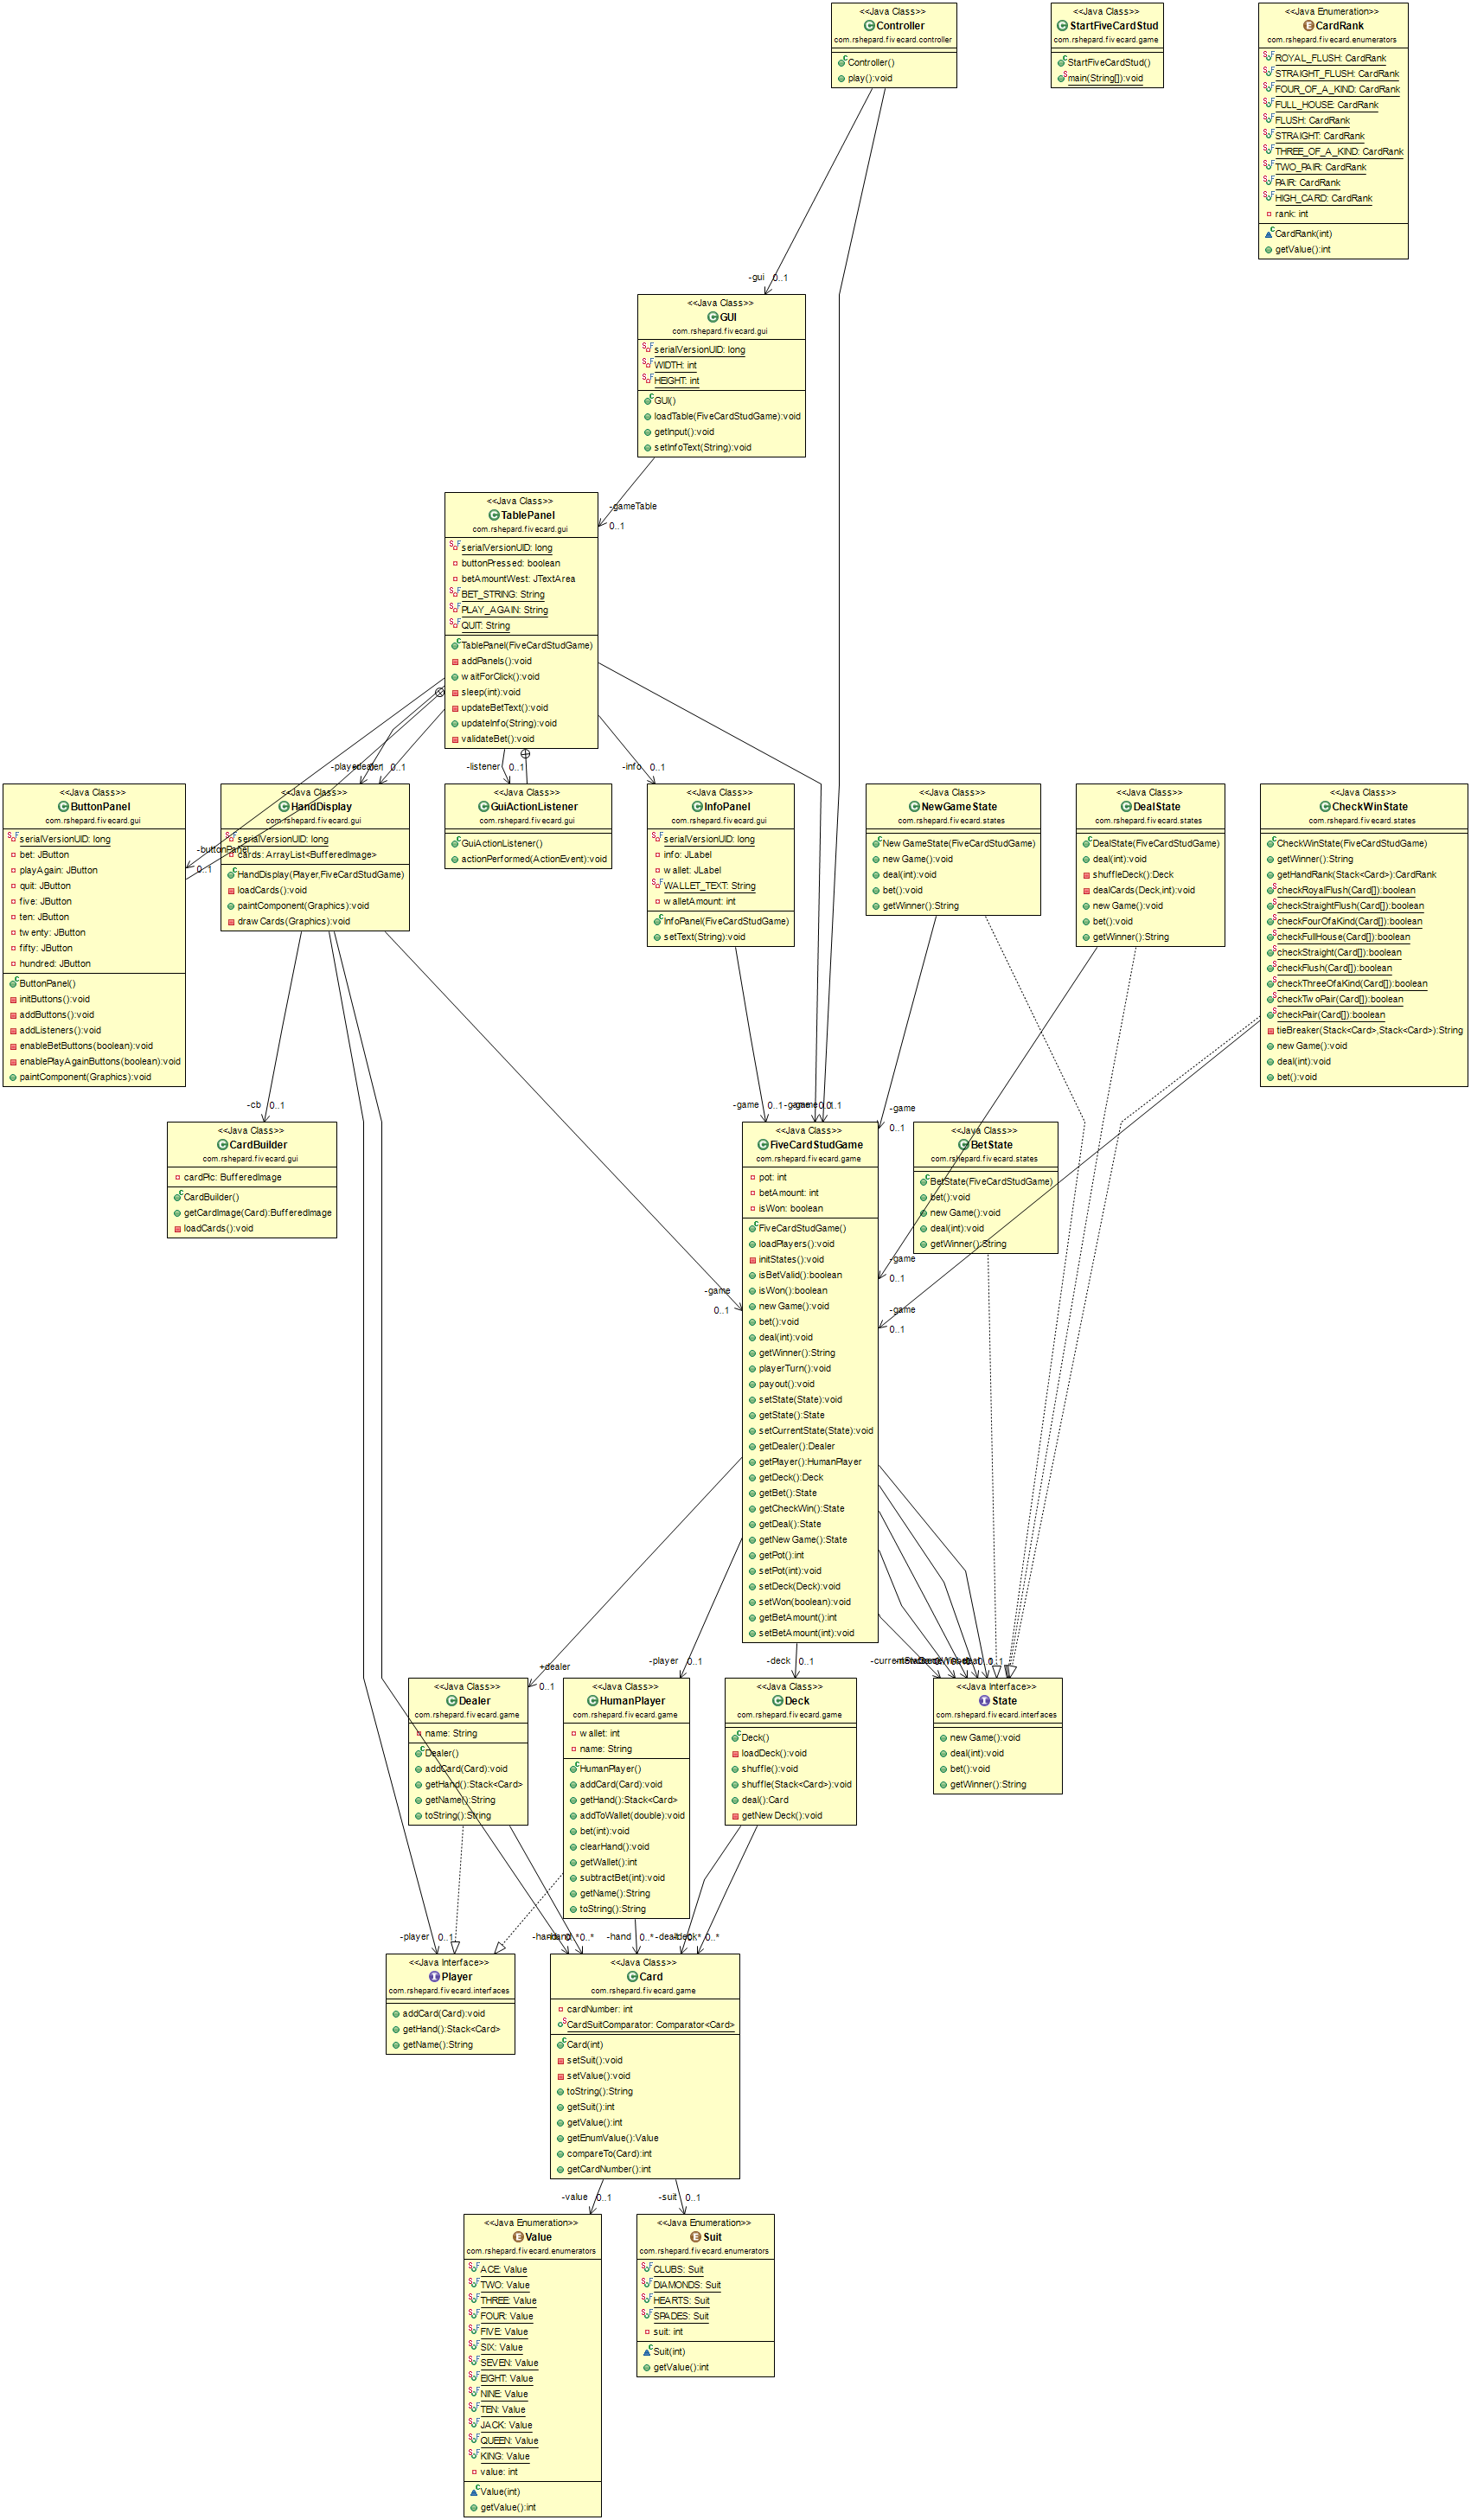 <<Java Class>>
Controller
com.rshepard.fivecard.controller
Controller()
play():void
<<Java Class>>
StartFiveCardStud
com.rshepard.fivecard.game
StartFiveCardStud()
main(String[]):void
<<Java Enumeration>>
CardRank
com.rshepard.fivecard.enumerators
ROYAL_FLUSH: CardRank
STRAIGHT_FLUSH: CardRank
FOUR_OF_A_KIND: CardRank
FULL_HOUSE: CardRank
FLUSH: CardRank
STRAIGHT: CardRank
THREE_OF_A_KIND: CardRank
TWO_PAIR: CardRank
PAIR: CardRank
HIGH_CARD: CardRank
rank: int
CardRank(int)
getValue():int
-gui 0..1
<<Java Class>>
GUI
com.rshepard.fivecard.gui
serialVersionUID: long
WIDTH: int
HEIGHT: int
GUI()
loadTable(FiveCardStudGame):void
getInput():void
setInfoText(String):void
-gameTable
0..1
<<Java Class>>
TablePanel
com.rshepard.fivecard.gui
serialVersionUID: long
buttonPressed: boolean
betAmountWest: JTextArea
BET_STRING: String
PLAY_AGAIN: String
QUIT: String
TablePanel(FiveCardStudGame)
addPanels():void
waitForClick():void
sleep(int):void
updateBetText():void
updateInfo(String):void
validateBet():void
0..1
-listener 0..1
-info 0..1
-buttonPanel
0..1
<<Java Class>>
ButtonPanel
com.rshepard.fivecard.gui
serialVersionUID: long
bet: JButton
playAgain: JButton
quit: JButton
five: JButton
ten: JButton
twenty: JButton
fifty: JButton
hundred: JButton
ButtonPanel()
initButtons():void
addButtons():void
addListeners():void
enableBetButtons(boolean):void
enablePlayAgainButtons(boolean):void
paintComponent(Graphics):void
<<Java Class>>
HandDisplay
com.rshepard.fivecard.gui
serialVersionUID: long
cards: ArrayList<BufferedImage>
HandDisplay(Player,FiveCardStudGame)
loadCards():void
paintComponent(Graphics):void
drawCards(Graphics):void
<<Java Class>>
GuiActionListener
com.rshepard.fivecard.gui
GuiActionListener()
actionPerformed(ActionEvent):void
<<Java Class>>
InfoPanel
com.rshepard.fivecard.gui
serialVersionUID: long
info: JLabel
wallet: JLabel
WALLET_TEXT: String
walletAmount: int
InfoPanel(FiveCardStudGame)
setText(String):void
<<Java Class>>
NewGameState
com.rshepard.fivecard.states
NewGameState(FiveCardStudGame)
newGame():void
deal(int):void
bet():void
getWinner():String
<<Java Class>>
DealState
com.rshepard.fivecard.states
DealState(FiveCardStudGame)
deal(int):void
shuffleDeck():Deck
dealCards(Deck,int):void
newGame():void
bet():void
getWinner():String
<<Java Class>>
CheckWinState
com.rshepard.fivecard.states
CheckWinState(FiveCardStudGame)
getWinner():String
getHandRank(Stack<Card>):CardRank
checkRoyalFlush(Card[]):boolean
checkStraightFlush(Card[]):boolean
checkFourOfaKind(Card[]):boolean
checkFullHouse(Card[]):boolean
checkStraight(Card[]):boolean
checkFlush(Card[]):boolean
checkThreeOfaKind(Card[]):boolean
checkTwoPair(Card[]):boolean
checkPair(Card[]):boolean
tieBreaker(Stack<Card>,Stack<Card>):String
newGame():void
deal(int):void
bet():void
-cb 0..1
-game 0..1
-game
-game
0..1
<<Java Class>>
CardBuilder
com.rshepard.fivecard.gui
cardPic: BufferedImage
CardBuilder()
getCardImage(Card):BufferedImage
loadCards():void
<<Java Class>>
FiveCardStudGame
com.rshepard.fivecard.game
pot: int
betAmount: int
isWon: boolean
FiveCardStudGame()
loadPlayers():void
initStates():void
isBetValid():boolean
isWon():boolean
newGame():void
bet():void
deal(int):void
getWinner():String
playerTurn():void
payout():void
setState(State):void
getState():State
setCurrentState(State):void
getDealer():Dealer
getPlayer():HumanPlayer
getDeck():Deck
getBet():State
getCheckWin():State
getDeal():State
getNewGame():State
getPot():int
setPot(int):void
setDeck(Deck):void
setWon(boolean):void
getBetAmount():int
setBetAmount(int):void
<<Java Class>>
BetState
com.rshepard.fivecard.states
BetState(FiveCardStudGame)
bet():void
newGame():void
deal(int):void
getWinner():String
-game
0..1
-game
0..1
-game
0..1
+dealer
0..1
-player 0..1
-deck 0..1
<<Java Class>>
Dealer
com.rshepard.fivecard.game
name: String
Dealer()
addCard(Card):void
getHand():Stack<Card>
getName():String
toString():String
<<Java Class>>
HumanPlayer
com.rshepard.fivecard.game
wallet: int
name: String
HumanPlayer()
addCard(Card):void
getHand():Stack<Card>
addToWallet(double):void
bet(int):void
clearHand():void
getWallet():int
subtractBet(int):void
getName():String
toString():String
<<Java Class>>
Deck
com.rshepard.fivecard.game
Deck()
loadDeck():void
shuffle():void
shuffle(Stack<Card>):void
deal():Card
getNewDeck():void
<<Java Interface>>
State
com.rshepard.fivecard.interfaces
newGame():void
deal(int):void
bet():void
getWinner():String
-player 0..1
-hand 0..*
0..*
<<Java Interface>>
Player
com.rshepard.fivecard.interfaces
addCard(Card):void
getHand():Stack<Card>
getName():String
<<Java Class>>
Card
com.rshepard.fivecard.game
cardNumber: int
CardSuitComparator: Comparator<Card>
Card(int)
setSuit():void
setValue():void
toString():String
getSuit():int
getValue():int
getEnumValue():Value
compareTo(Card):int
getCardNumber():int
-value 0..1
-suit 0..1
<<Java Enumeration>>
Value
com.rshepard.fivecard.enumerators
ACE: Value
TWO: Value
THREE: Value
FOUR: Value
FIVE: Value
SIX: Value
SEVEN: Value
EIGHT: Value
NINE: Value
TEN: Value
JACK: Value
QUEEN: Value
KING: Value
value: int
Value(int)
getValue():int
<<Java Enumeration>>
Suit
com.rshepard.fivecard.enumerators
CLUBS: Suit
DIAMONDS: Suit
HEARTS: Suit
SPADES: Suit
suit: int
Suit(int)
getValue():int